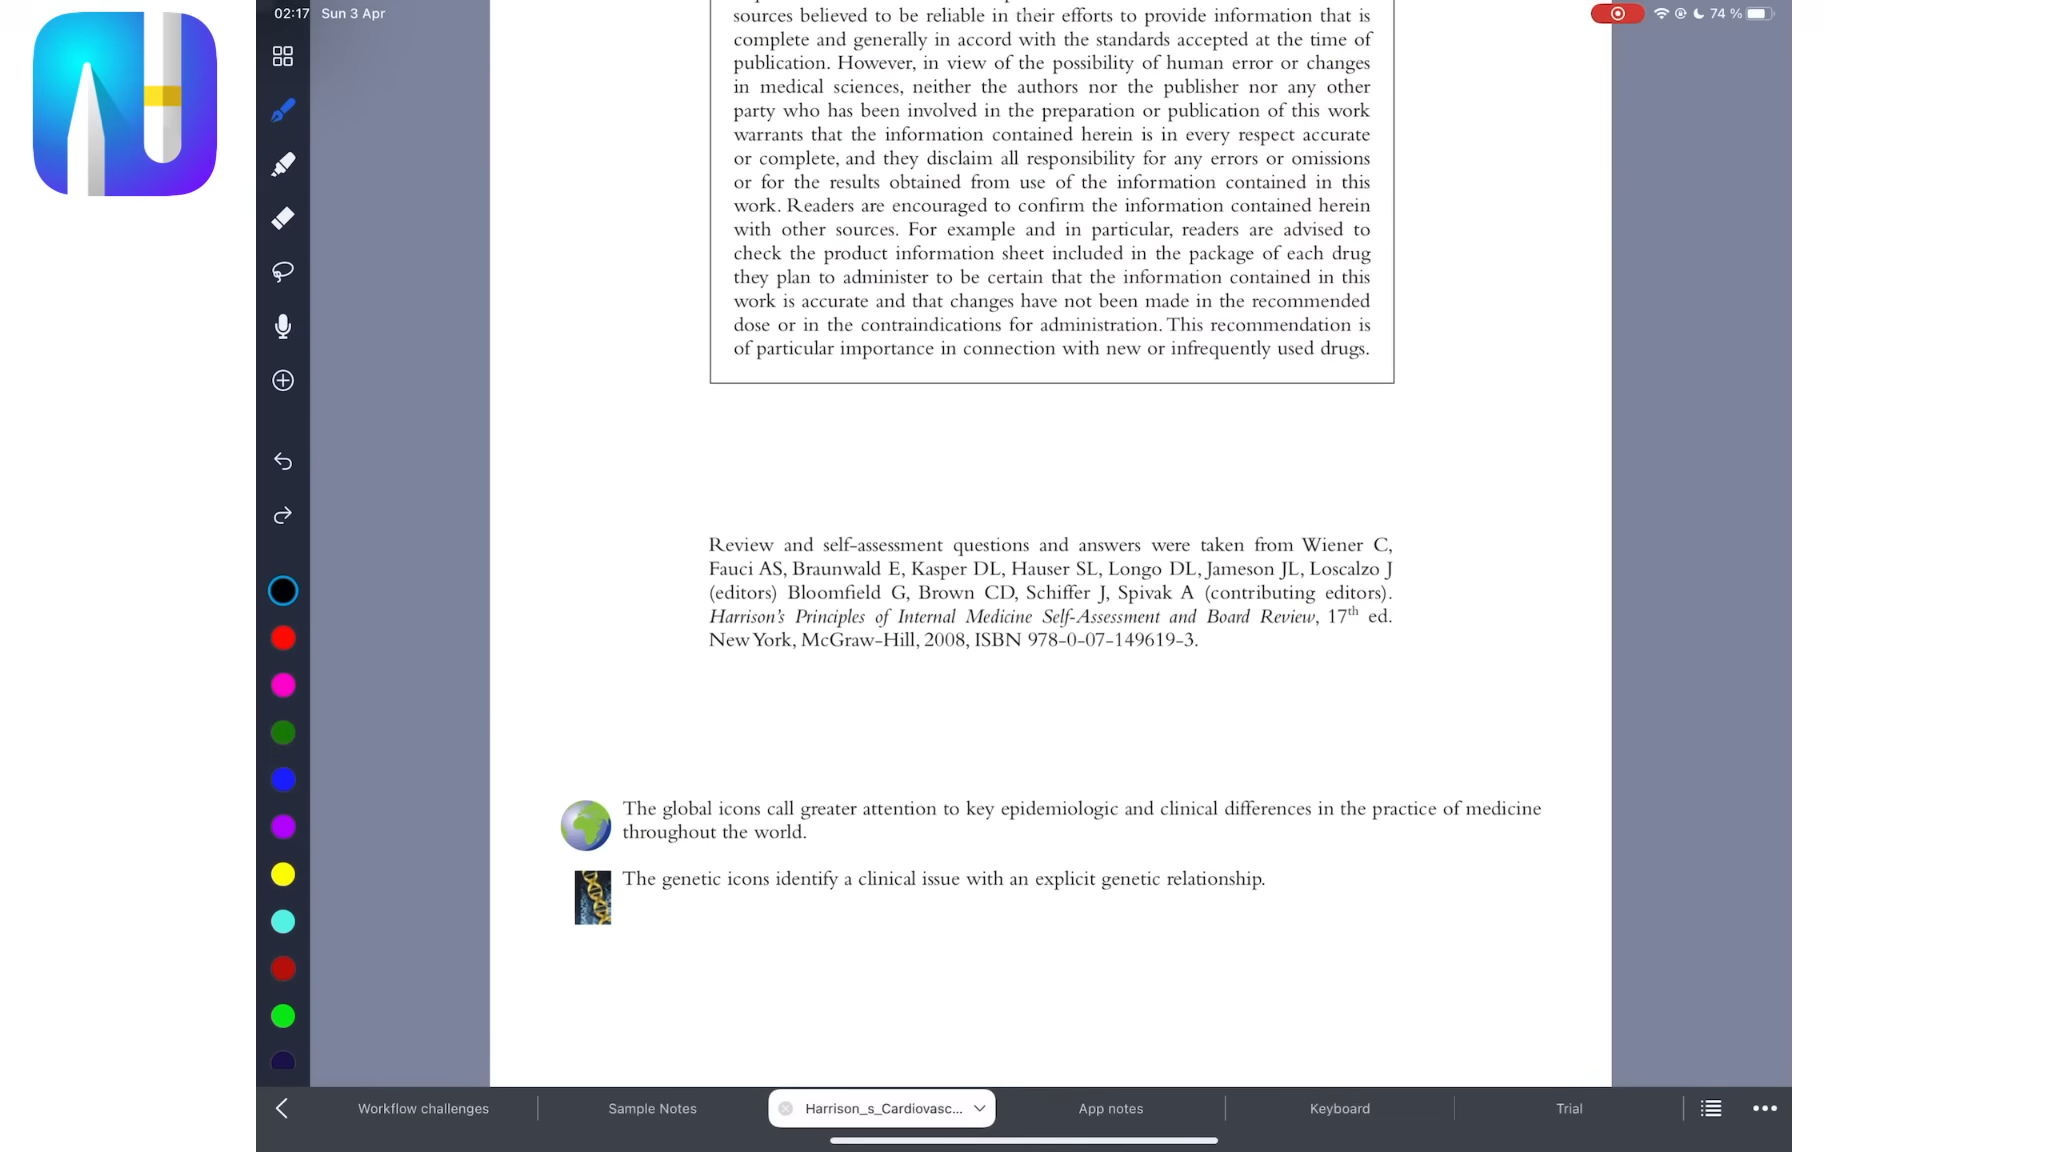 02:17 Sun 3 Apr
74 %
sources believed to be reliable in their efforts to provide information that is
complete and generally in accord with the standards accepted at the time of
publication. However, in view of the possibility of human error or changes
in medical sciences, neither the authors nor the publisher nor any other
party who has been involved in the preparation or publication of this work
warrants that the information contained herein is in every respect accurate
or complete, and they disclaim all responsibility for any errors or omissions
or for the results obtained from use of the information contained in this
work. Readers are encouraged to confirm the information contained herein
with other sources. For example and in particular, readers are advised to
check the product information sheet included in the package of each drug
they plan to administer to be certain that the information contained in this
work is accurate and that changes have not been made in the recommended
dose or in the contraindications for administration. This recommendation is
of particular importance in connection with new or infrequently used drugs.
Review and self-assessment questions and answers were taken from Wiener C,
Fauci AS, Braunwald E, Kasper DL, Hauser SL, Longo DL, Jameson JL, Loscalzo J
(editors) Bloomfield G, Brown CD, Schiffer J, Spivak A (contributing editors).
Harrison's Principles of Internal Medicine Self-Assessment and Board Review, 17th ed.
New York, McGraw-Hill, 2008, ISBN 978-0-07-149619-3.
The global icons call greater attention to key epidemiologic and clinical differences in the practice of medicine
throughout the world.
The genetic icons identify a clinical issue with an explicit genetic relationship.
Workflow challenges
Sample Notes
Harrison_s_Cardiovasc...
App notes
Keyboard
Trial